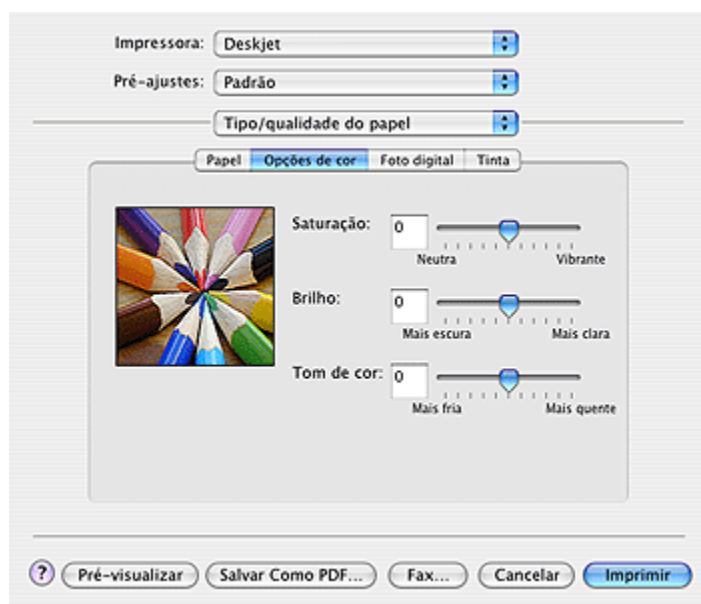 Impressora: Deskjet
Pré-ajustes: Padrão
Tipo/qualidade do papel
Papel Opções de cor Foto digital Tinta
Saturação: 0
Neutra Vibrante
Brilho: 0
Mais escura Mais clara
Tom de cor: 0
Mais fria Mais quente
? Pré-visualizar Salvar Como PDF... Fax... Cancelar Imprimir